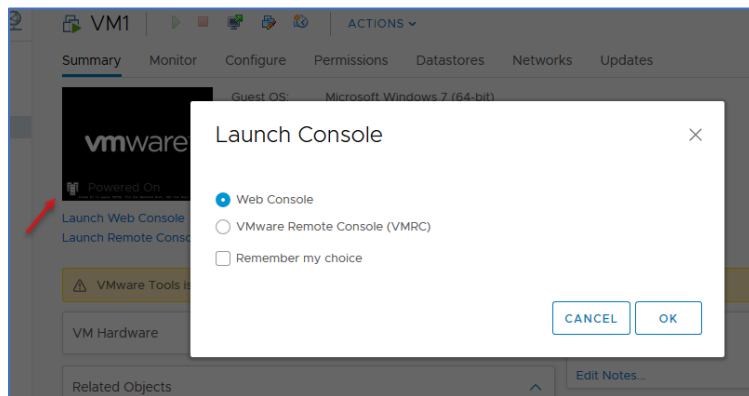 VM1
ACTIONS
Summary Monitor Configure Permissions Datastores Networks Updates
Guest OS: Microsoft Windows 7 (64-bit)
vmware
Powered On
Launch Web Console
Launch Remote Conso
Launch Console
Web Console
VMware Remote Console (VMRC)
Remember my choice
CANCEL OK
VMware Tools is
VM Hardware
Related Objects
Edit Notes...